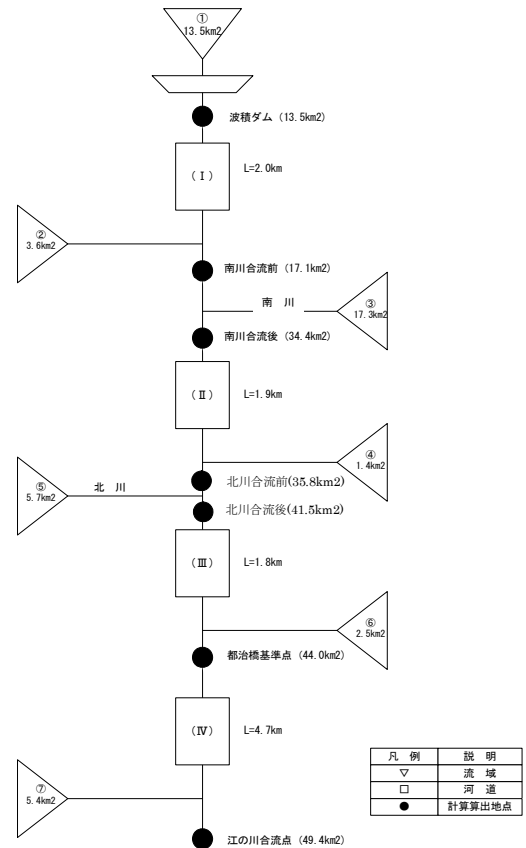 ①
13.5km2
波積ダム (13.5km2)
(Ⅰ)
L=2.0km
②
3.6km2
南川合流前 (17.1km2)
南 川
③
17.3km2
南川合流後 (34.4km2)
(Ⅱ)
L=1.9km
④
1.4km2
北川合流前(35.8km2)
⑤
5.7km2
北 川
北川合流後(41.5km2)
(Ⅲ)
L=1.8km
⑥
2.5km2
都治橋基準点 (44.0km2)
(Ⅳ)
L=4.7km
⑦
5.4km2
江の川合流点 (49.4km2)
凡 例 説 明
▽ 流 域
□ 河 道
● 計算算出地点